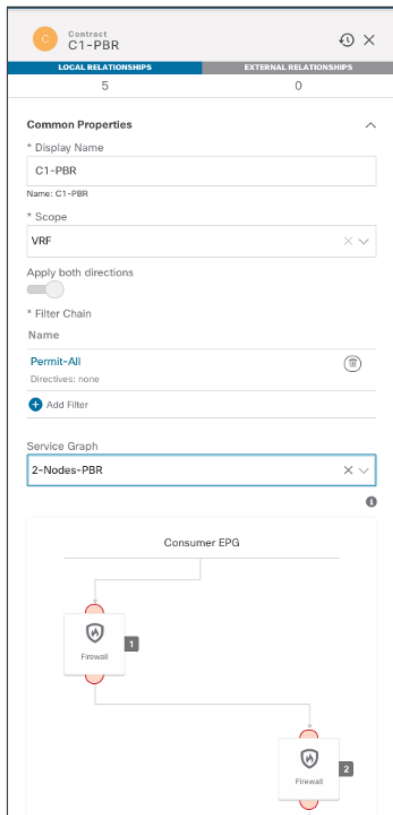 C
Contract
C1-PBR
LOCAL RELATIONSHIPS EXTERNAL RELATIONSHIPS
5 0
Common Properties
* Display Name
C1-PBR
Name: C1-PBR
* Scope
VRF
Apply both directions
* Filter Chain
Name
Permit-All
Directives: none
Add Filter
Service Graph
2-Nodes-PBR
Consumer EPG
1
Firewall
2
Firewall